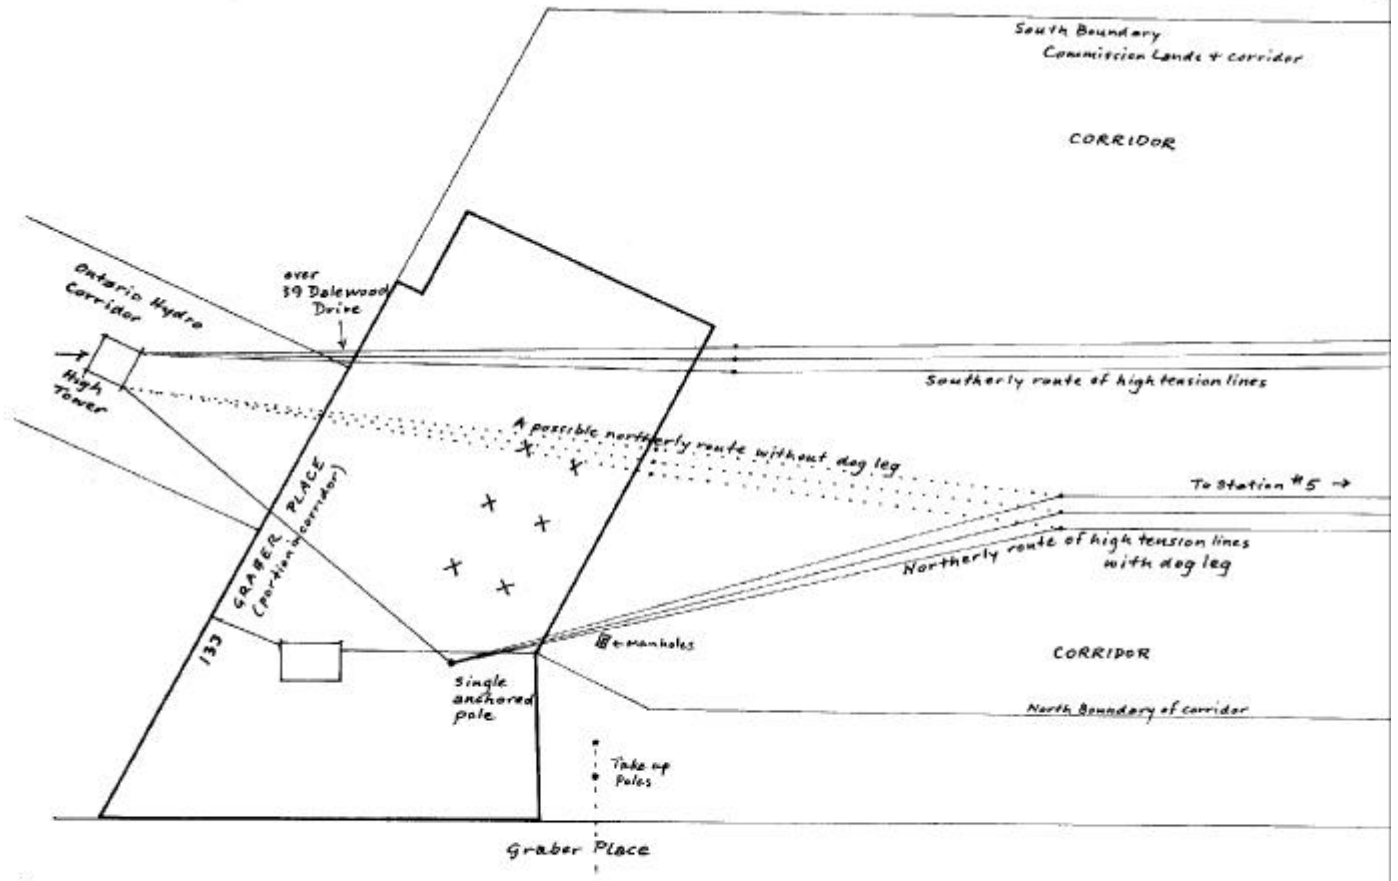 South Boundary
Commission Lands + corridor
CORRIDOR
Ontario Hydro
Corridor
over
39 Dalewood
Drive
High
Tower
Southerly route of high tension lines
A possible northerly route without dog leg
To Station #5 →
Northerly route of high tension lines
with dog leg
GRABER PLACE
(portion in corridor)
133
← manholes
CORRIDOR
single
anchored
pole
North Boundary of corridor
Take up
Poles
Graber Place